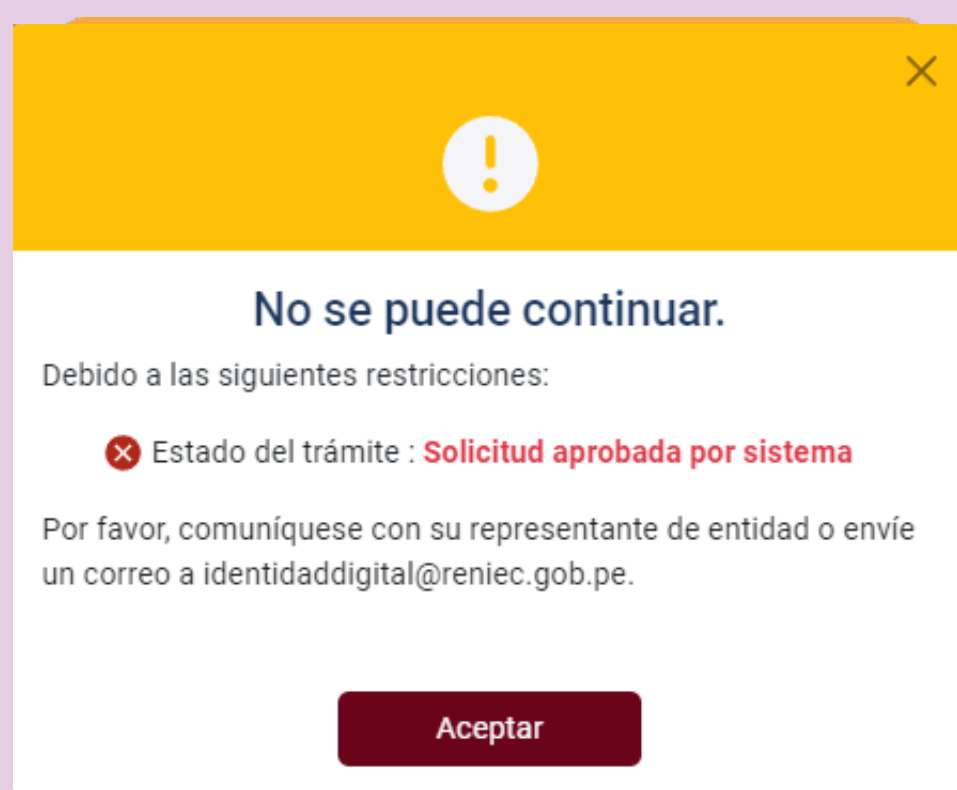 No se puede continuar.
Debido a las siguientes restricciones:
Estado del trámite : Solicitud aprobada por sistema
Por favor, comuníquese con su representante de entidad o envíe
un correo a identidaddigital@reniec.gob.pe.
Aceptar